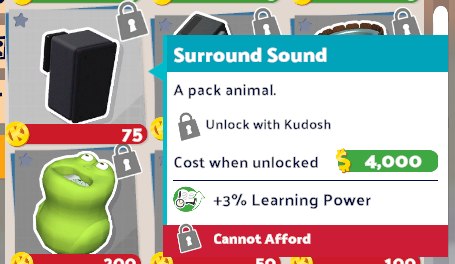 Surround Sound
A pack animal.
Unlock with Kudosh
Cost when unlocked $ 4,000
+3% Learning Power
Cannot Afford
75